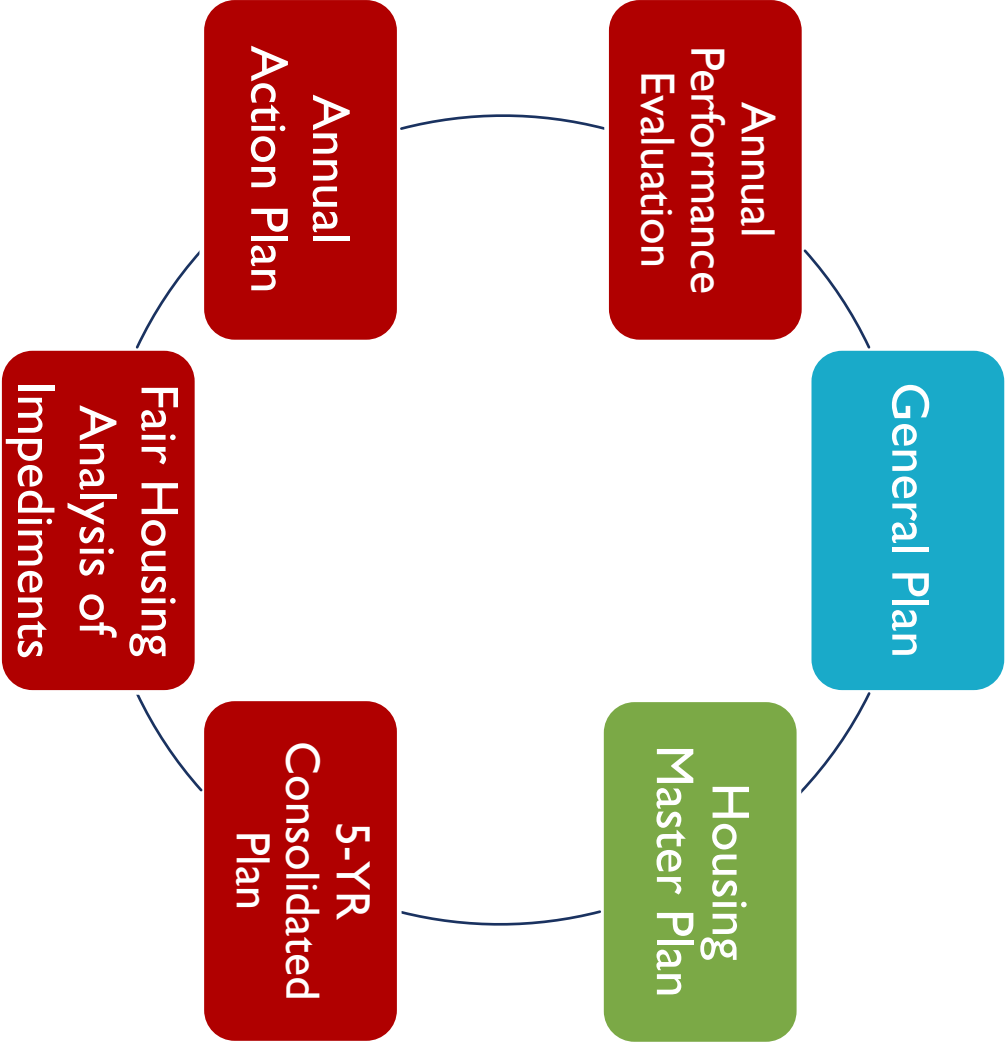 General Plan
Housing
Master Plan
5-YR
Consolidated
Plan
Fair Housing
Analysis of
Impediments
Annual
Action Plan
Annual
Performance
Evaluation